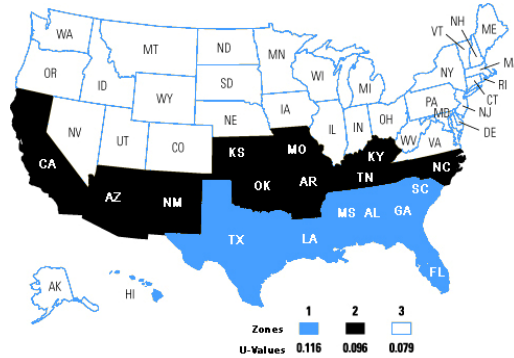 WA
MT
ND
MN
VT
NH
ME
OR
ID
WY
SD
WI
MI
NY
M
RI
CT
NV
UT
CO
NE
IA
IL
IN
OH
PA
NJ
MD
DE
WV
VA
CA
AZ
NM
KS
MO
KY
OK
AR
TN
NC
SC
TX
LA
MS
AL
GA
FL
AK
HI
Zones 1 2 3
U-Values 0.116 0.096 0.079